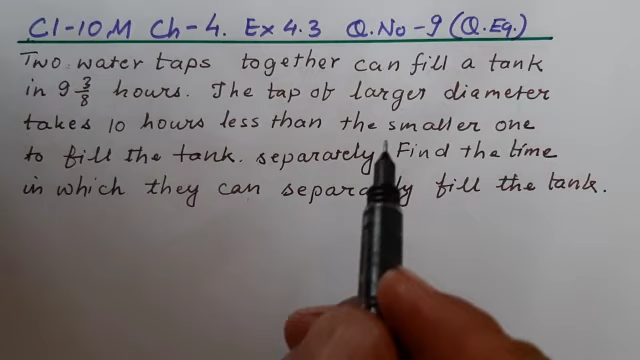 Cl-10 M Ch-4. Ex 4.3 Q.No-9 (Q.Eq.)
Two water taps together can fill a tank
in 9 3/8 hours. The tap of larger diameter
takes 10 hours less than the smaller one
to fill the tank. separately. Find the time
in which they can separately fill the tank.